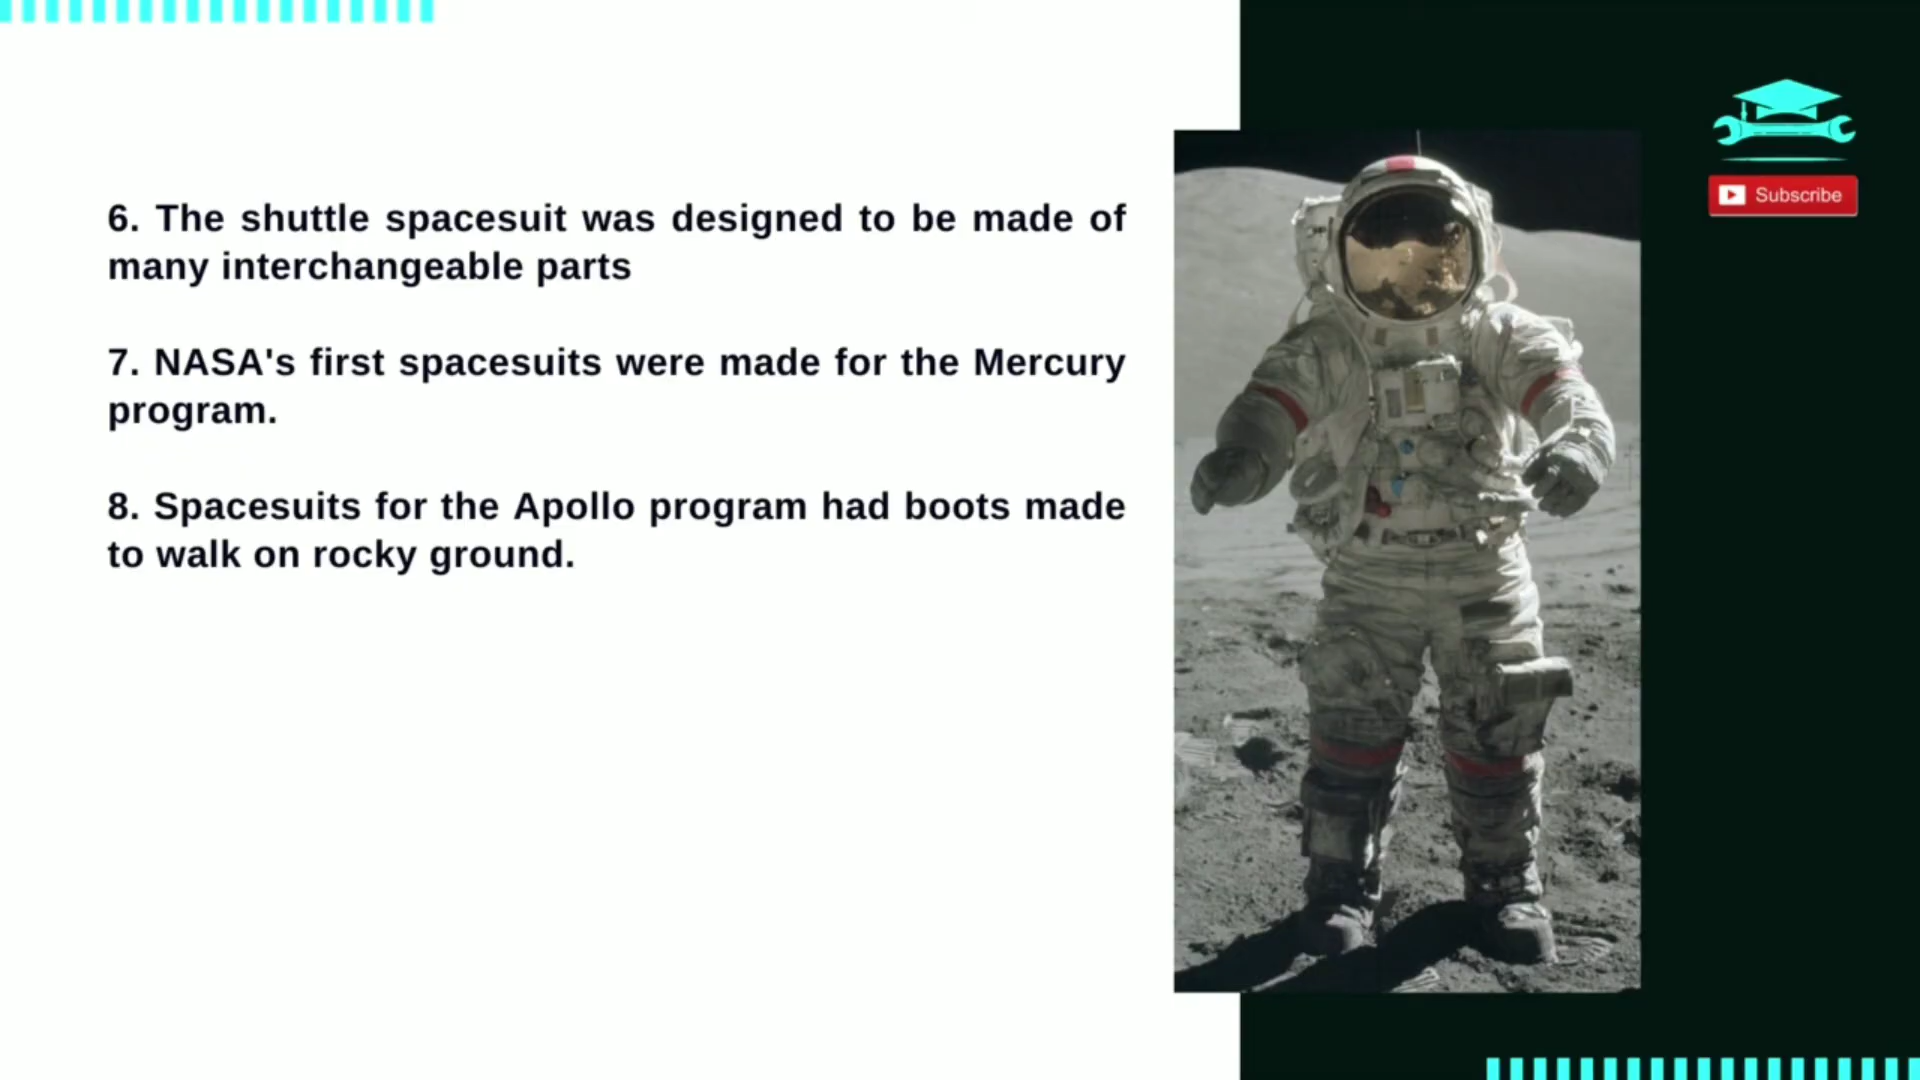 6. The shuttle spacesuit was designed to be made of
many interchangeable parts
7. NASA's first spacesuits were made for the Mercury
program.
8. Spacesuits for the Apollo program had boots made
to walk on rocky ground.
Subscribe